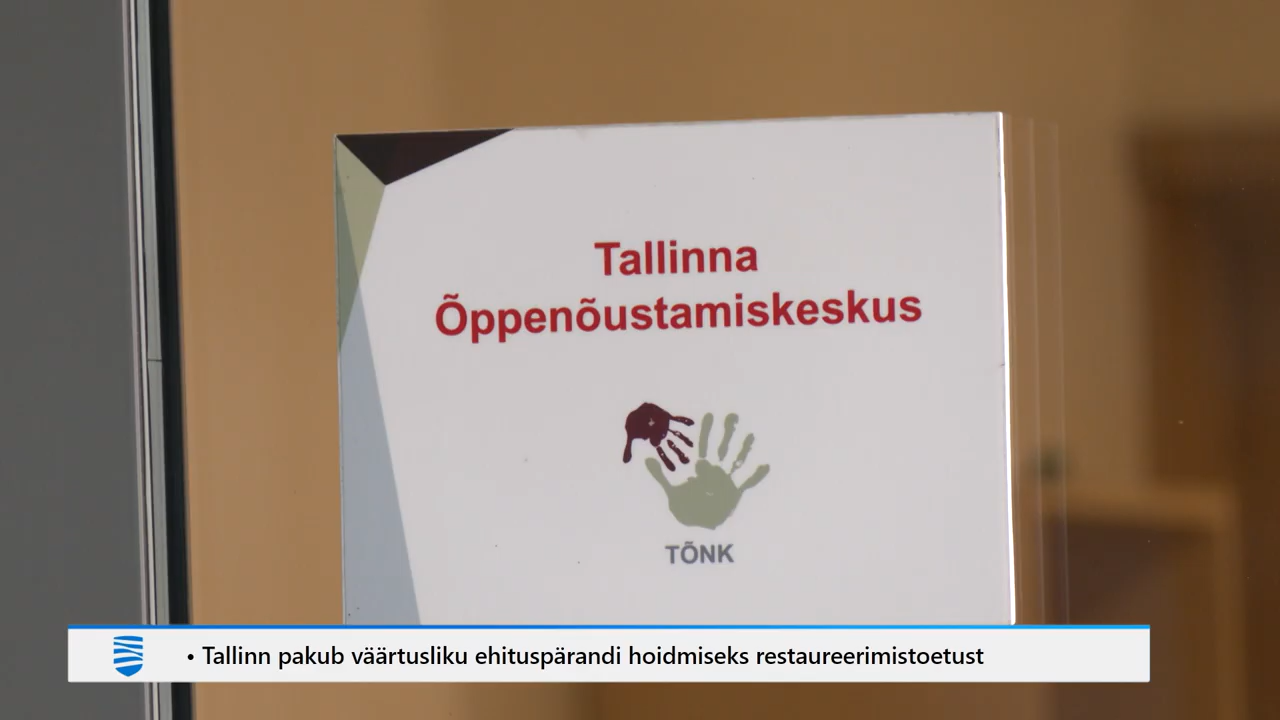 Tallinna
Õppenõustamiskeskus
TÕNK
• Tallinn pakub väärtusliku ehituspärandi hoidmiseks restaureerimistoetust